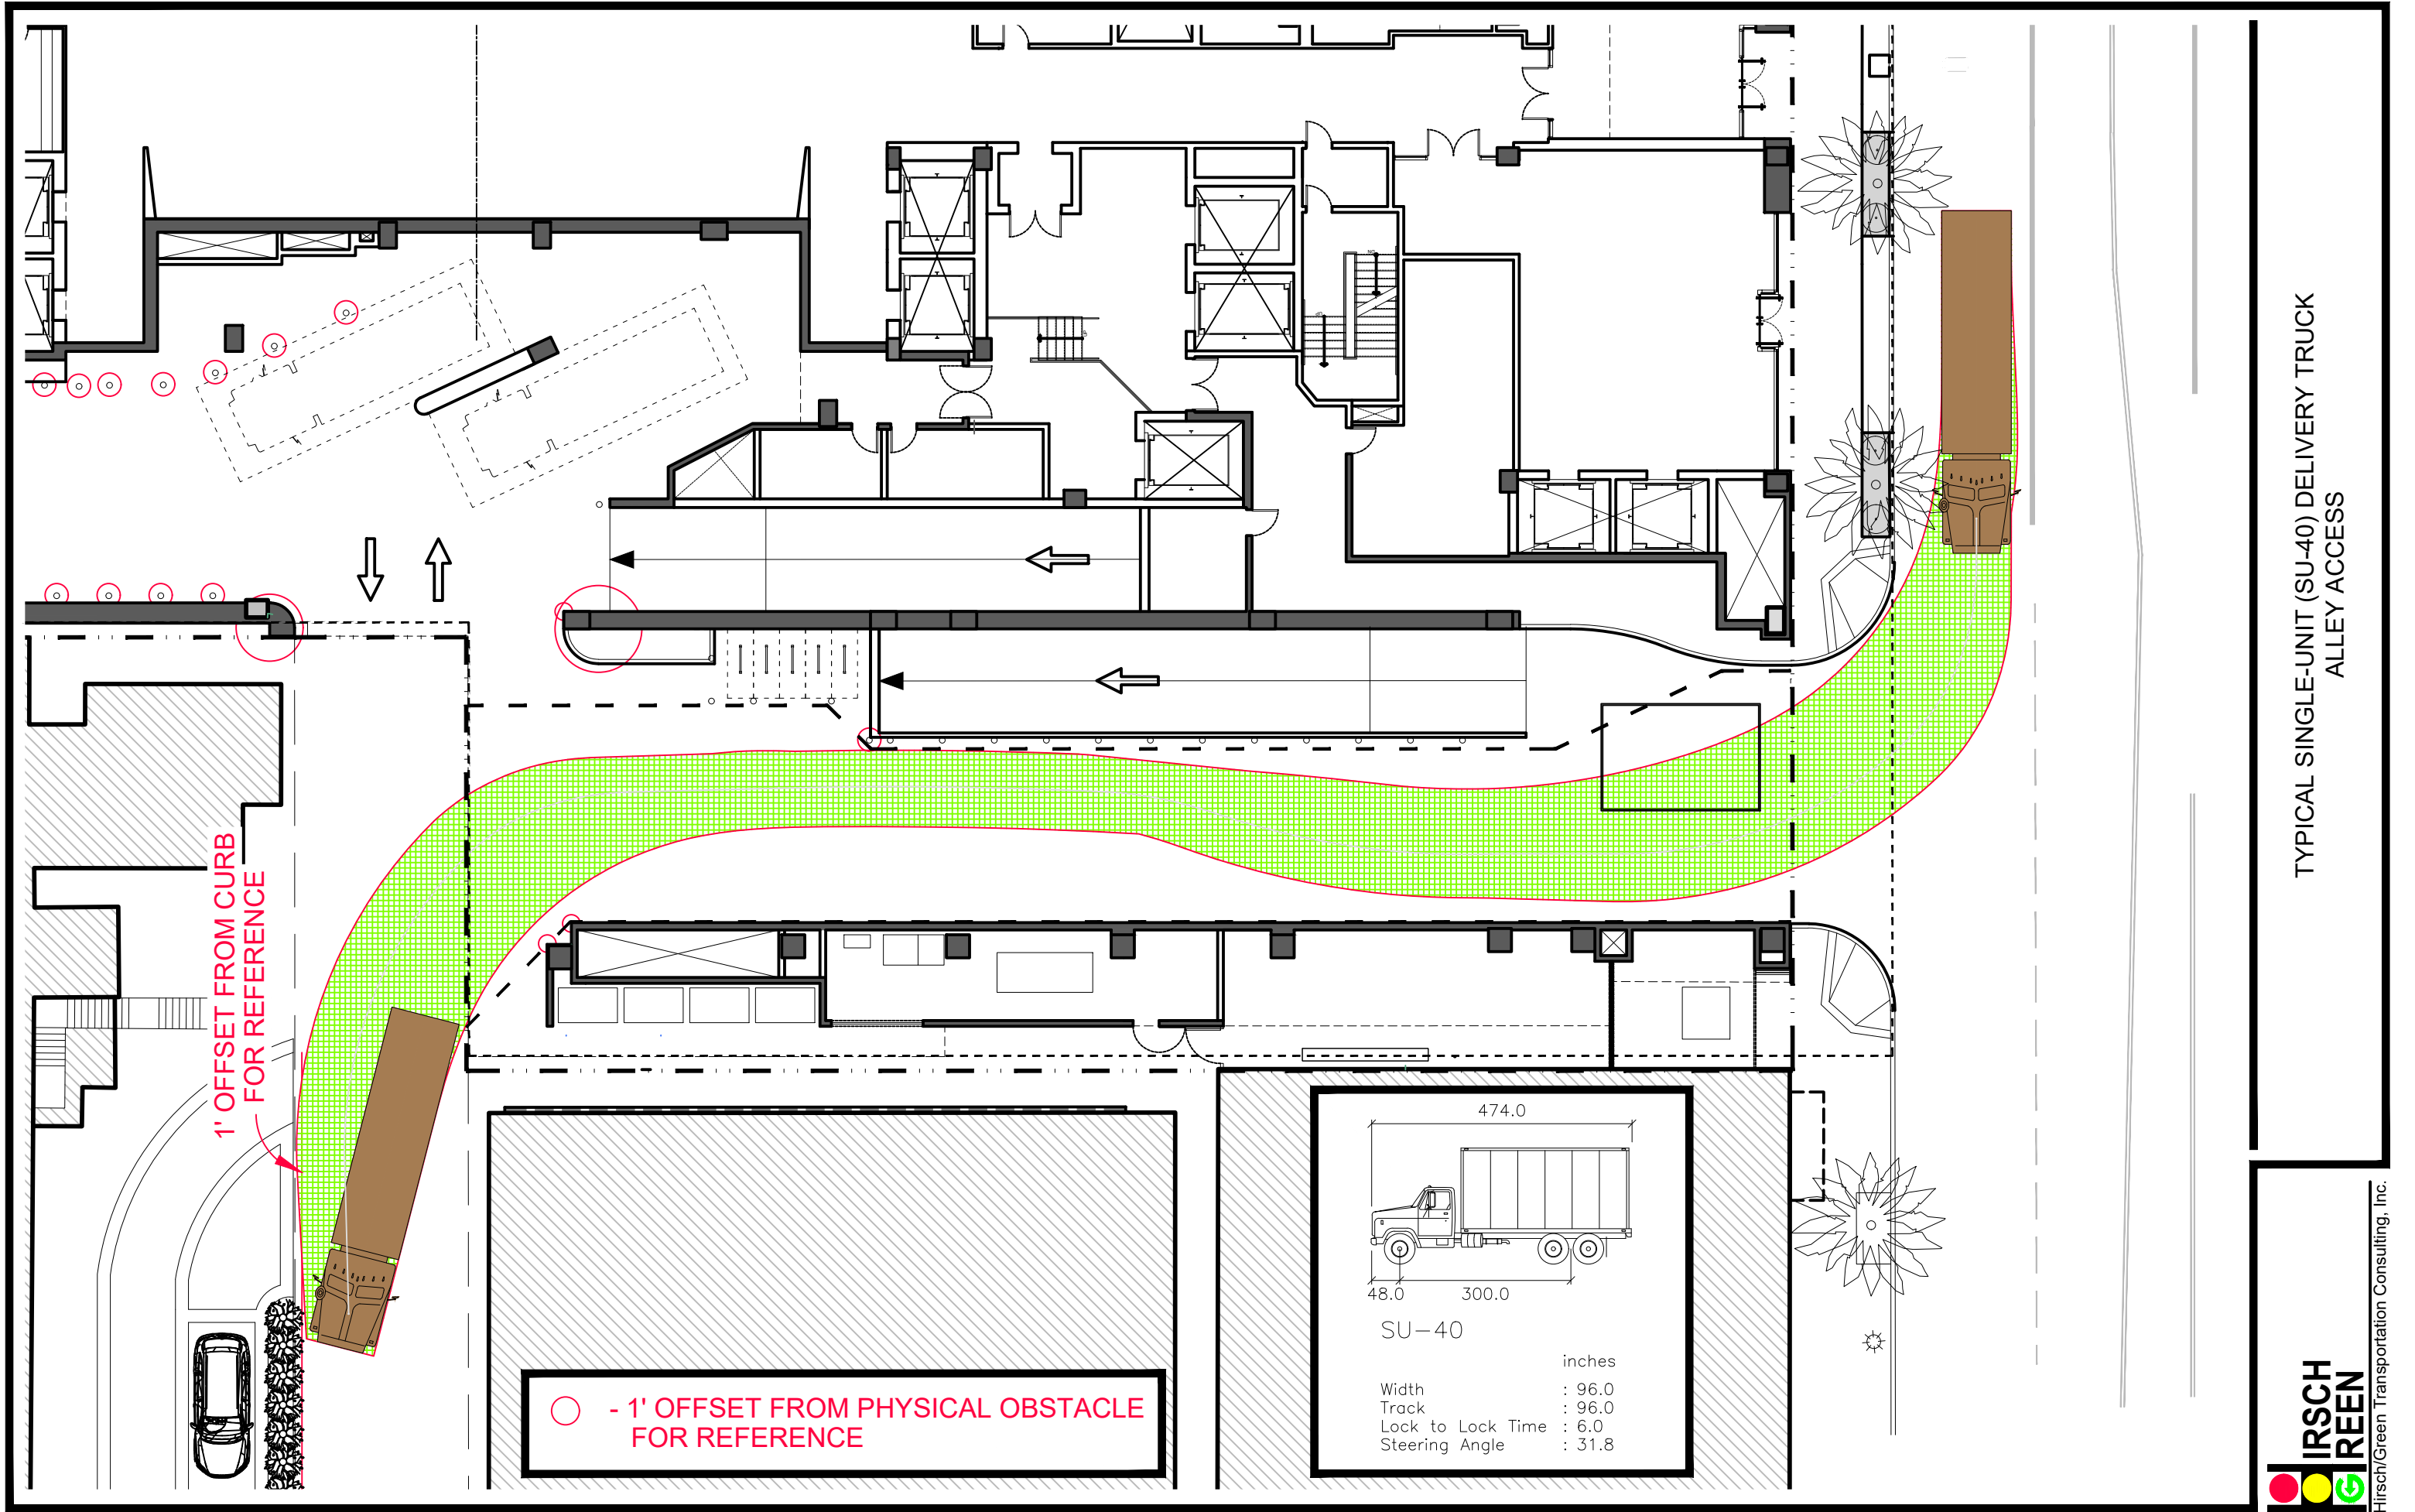 TYPICAL SINGLE-UNIT (SU-40) DELIVERY TRUCK
ALLEY ACCESS
1' OFFSET FROM CURB
FOR REFERENCE
- 1' OFFSET FROM PHYSICAL OBSTACLE
FOR REFERENCE
474.0
48.0
300.0
SU-40
inches
Width : 96.0
Track : 96.0
Lock to Lock Time : 6.0
Steering Angle : 31.8
HIRSCH
GREEN
Hirsch/Green Transportation Consulting, Inc.